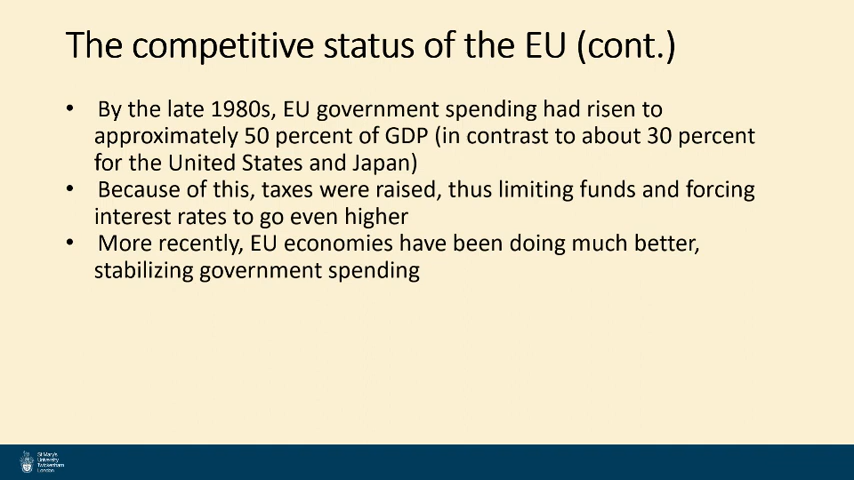 The competitive status of the EU (cont.)
• By the late 1980s, EU government spending had risen to
approximately 50 percent of GDP (in contrast to about 30 percent
for the United States and Japan)
• Because of this, taxes were raised, thus limiting funds and forcing
interest rates to go even higher
• More recently, EU economies have been doing much better,
stabilizing government spending
St Mary's
University
Twickenham
London